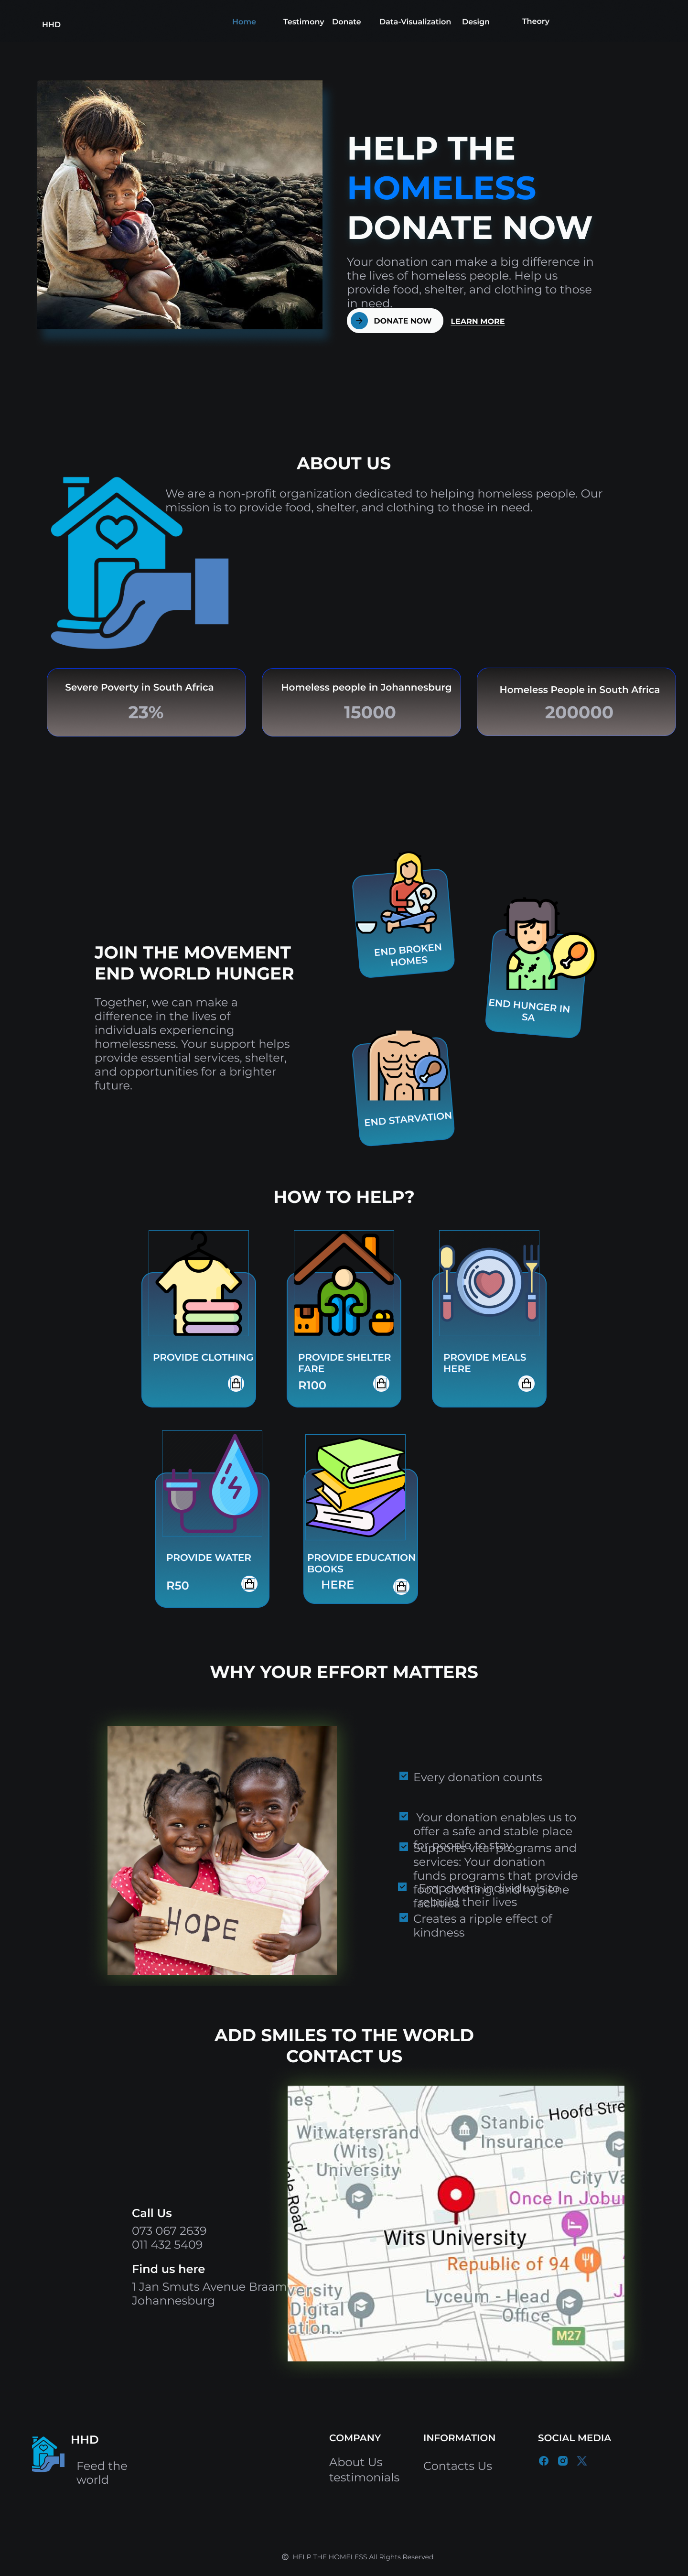 HHD
Home Testimony Donate Data-Visualization Design Theory
HELP THE
HOMELESS
DONATE NOW
Your donation can make a big difference in
the lives of homeless people. Help us
provide food, shelter, and clothing to those
in need.
DONATE NOW LEARN MORE
ABOUT US
We are a non-profit organization dedicated to helping homeless people. Our
mission is to provide food, shelter, and clothing to those in need.
Severe Poverty in South Africa
23%
Homeless people in Johannesburg
15000
Homeless People in South Africa
200000
JOIN THE MOVEMENT
END WORLD HUNGER
Together, we can make a
difference in the lives of
individuals experiencing
homelessness. Your support helps
provide essential services, shelter,
and opportunities for a brighter
future.
END BROKEN
HOMES
END HUNGER IN
SA
END STARVATION
HOW TO HELP?
PROVIDE CLOTHING
PROVIDE SHELTER
FARE
R100
PROVIDE MEALS
HERE
PROVIDE WATER
R50
PROVIDE EDUCATION
BOOKS
HERE
WHY YOUR EFFORT MATTERS
HOPE
Every donation counts
Your donation enables us to
offer a safe and stable place
for people to stay
Supports vital programs and
services: Your donation
funds programs that provide
food, clothing, and hygiene
facilities
Empowers individuals to
rebuild their lives
Creates a ripple effect of
kindness
ADD SMILES TO THE WORLD
CONTACT US
Call Us
073 067 2639
011 432 5409
Find us here
1 Jan Smuts Avenue Braam
Johannesburg
nes
Witwatersrand
(Wits)
University
Yale Road
Stanbic
Insurance
Hoofd Stre
City Va
Once In Jobur
Wits University
Republic of 94
versity
Digital
ation...
Lyceum - Head
Office
J
M27
HHD
Feed the
world
COMPANY
About Us
testimonials
INFORMATION
Contacts Us
SOCIAL MEDIA
© HELP THE HOMELESS All Rights Reserved